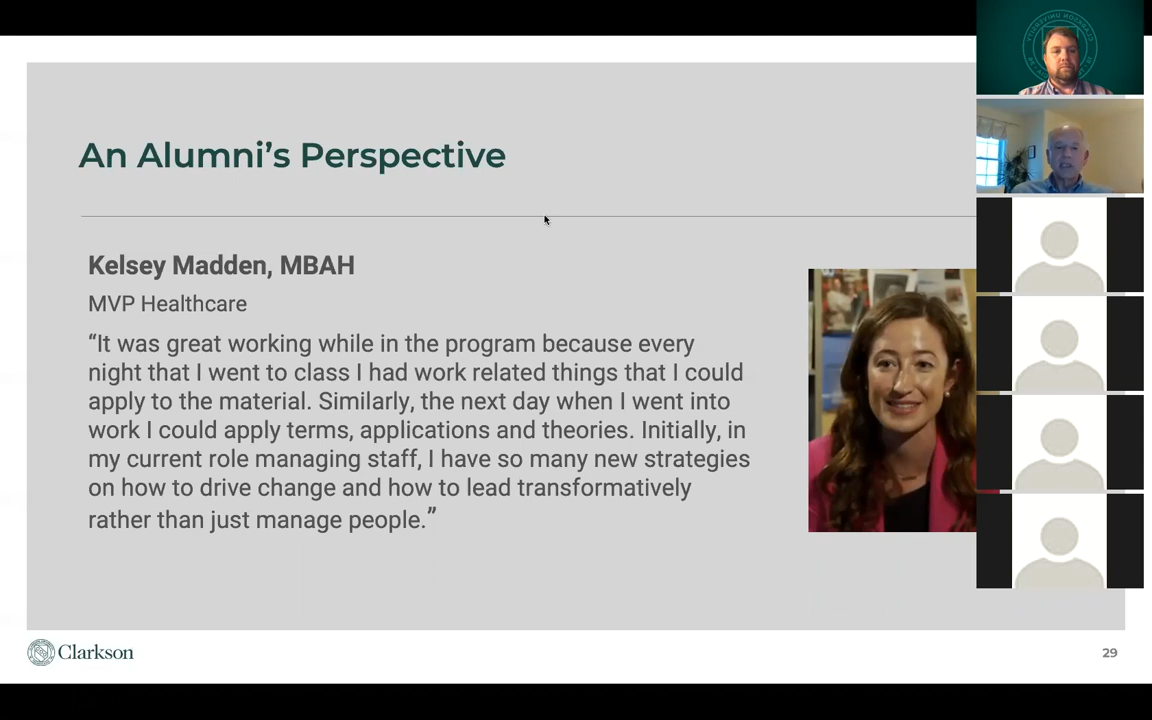 An Alumni’s Perspective
Kelsey Madden, MBAH
MVP Healthcare
“It was great working while in the program because every
night that I went to class I had work related things that I could
apply to the material. Similarly, the next day when I went into
work I could apply terms, applications and theories. Initially, in
my current role managing staff, I have so many new strategies
on how to drive change and how to lead transformatively
rather than just manage people.”
Clarkson
29